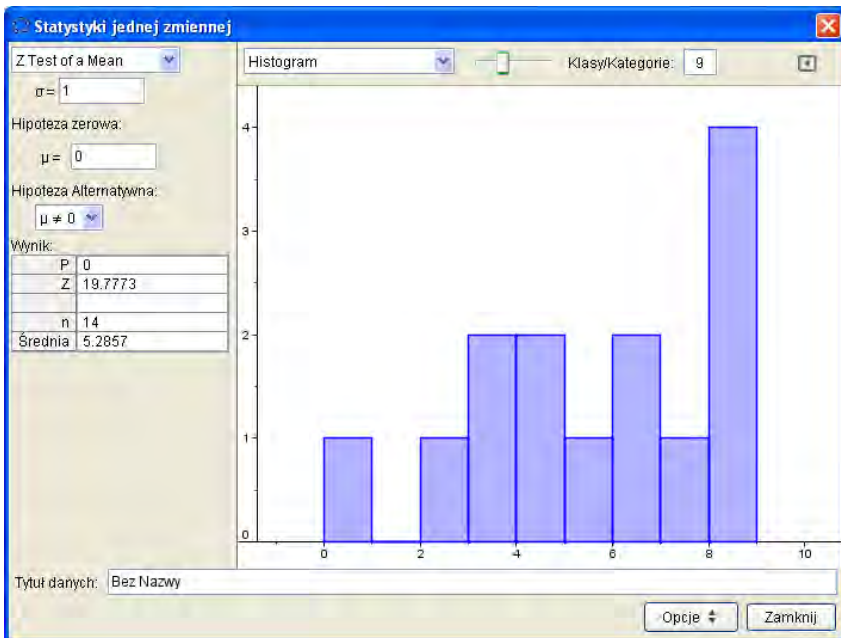 Statystyki jednej zmiennej
Z Test of a Mean
σ= 1
Hipoteza zerowa:
μ = 0
Hipoteza Alternatywna:
μ ≠ 0
Wynik:
P 0
Z 19.7773
n 14
Średnia 5.2857
Histogram
Klasy/Kategorie: 9
4
3
2
1
0
0 2 4 6 8 10
Tytuł danych: Bez Nazwy
Opcje
Zamknij